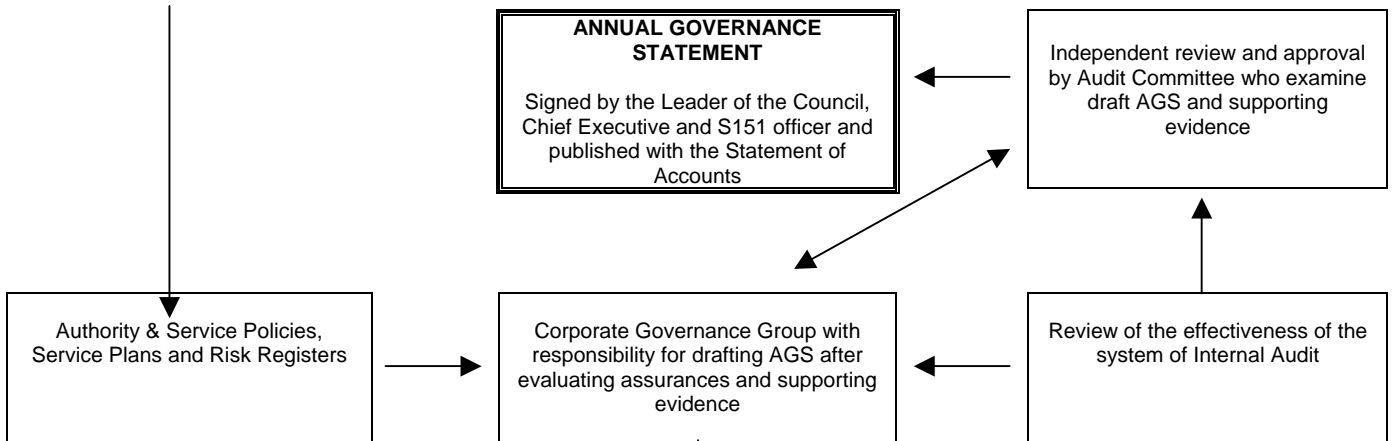 ANNUAL GOVERNANCE
STATEMENT
Signed by the Leader of the Council,
Chief Executive and S151 officer and
published with the Statement of
Accounts
Independent review and approval
by Audit Committee who examine
draft AGS and supporting
evidence
Authority & Service Policies,
Service Plans and Risk Registers
Corporate Governance Group with
responsibility for drafting AGS after
evaluating assurances and supporting
evidence
Review of the effectiveness of the
system of Internal Audit